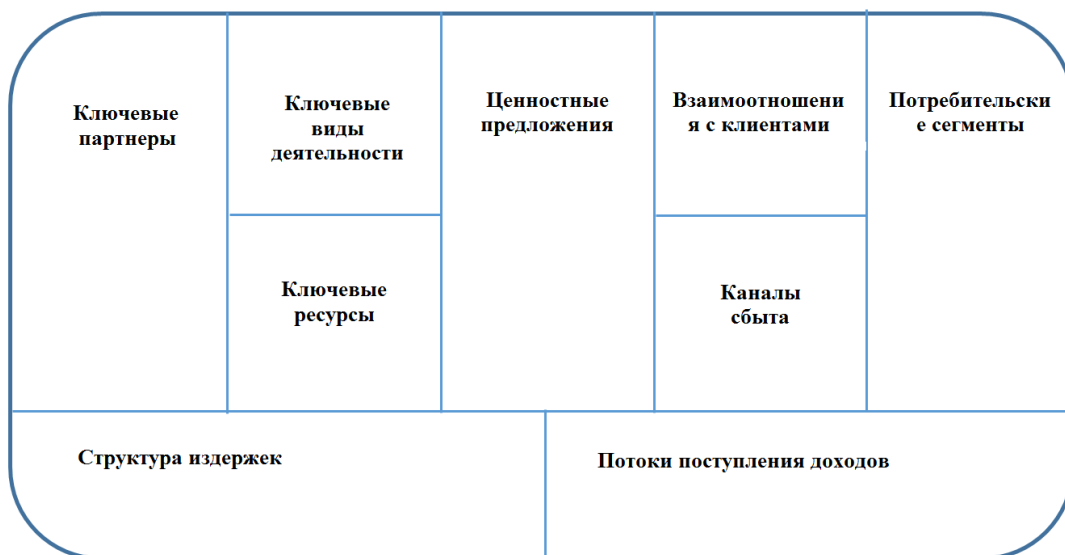 Ключевые
партнеры
Ключевые
виды
деятельности
Ключевые
ресурсы
Ценностные
предложения
Взаимоотношени
я с клиентами
Каналы
сбыта
Потребительски
е сегменты
Структура издержек
Потоки поступления доходов